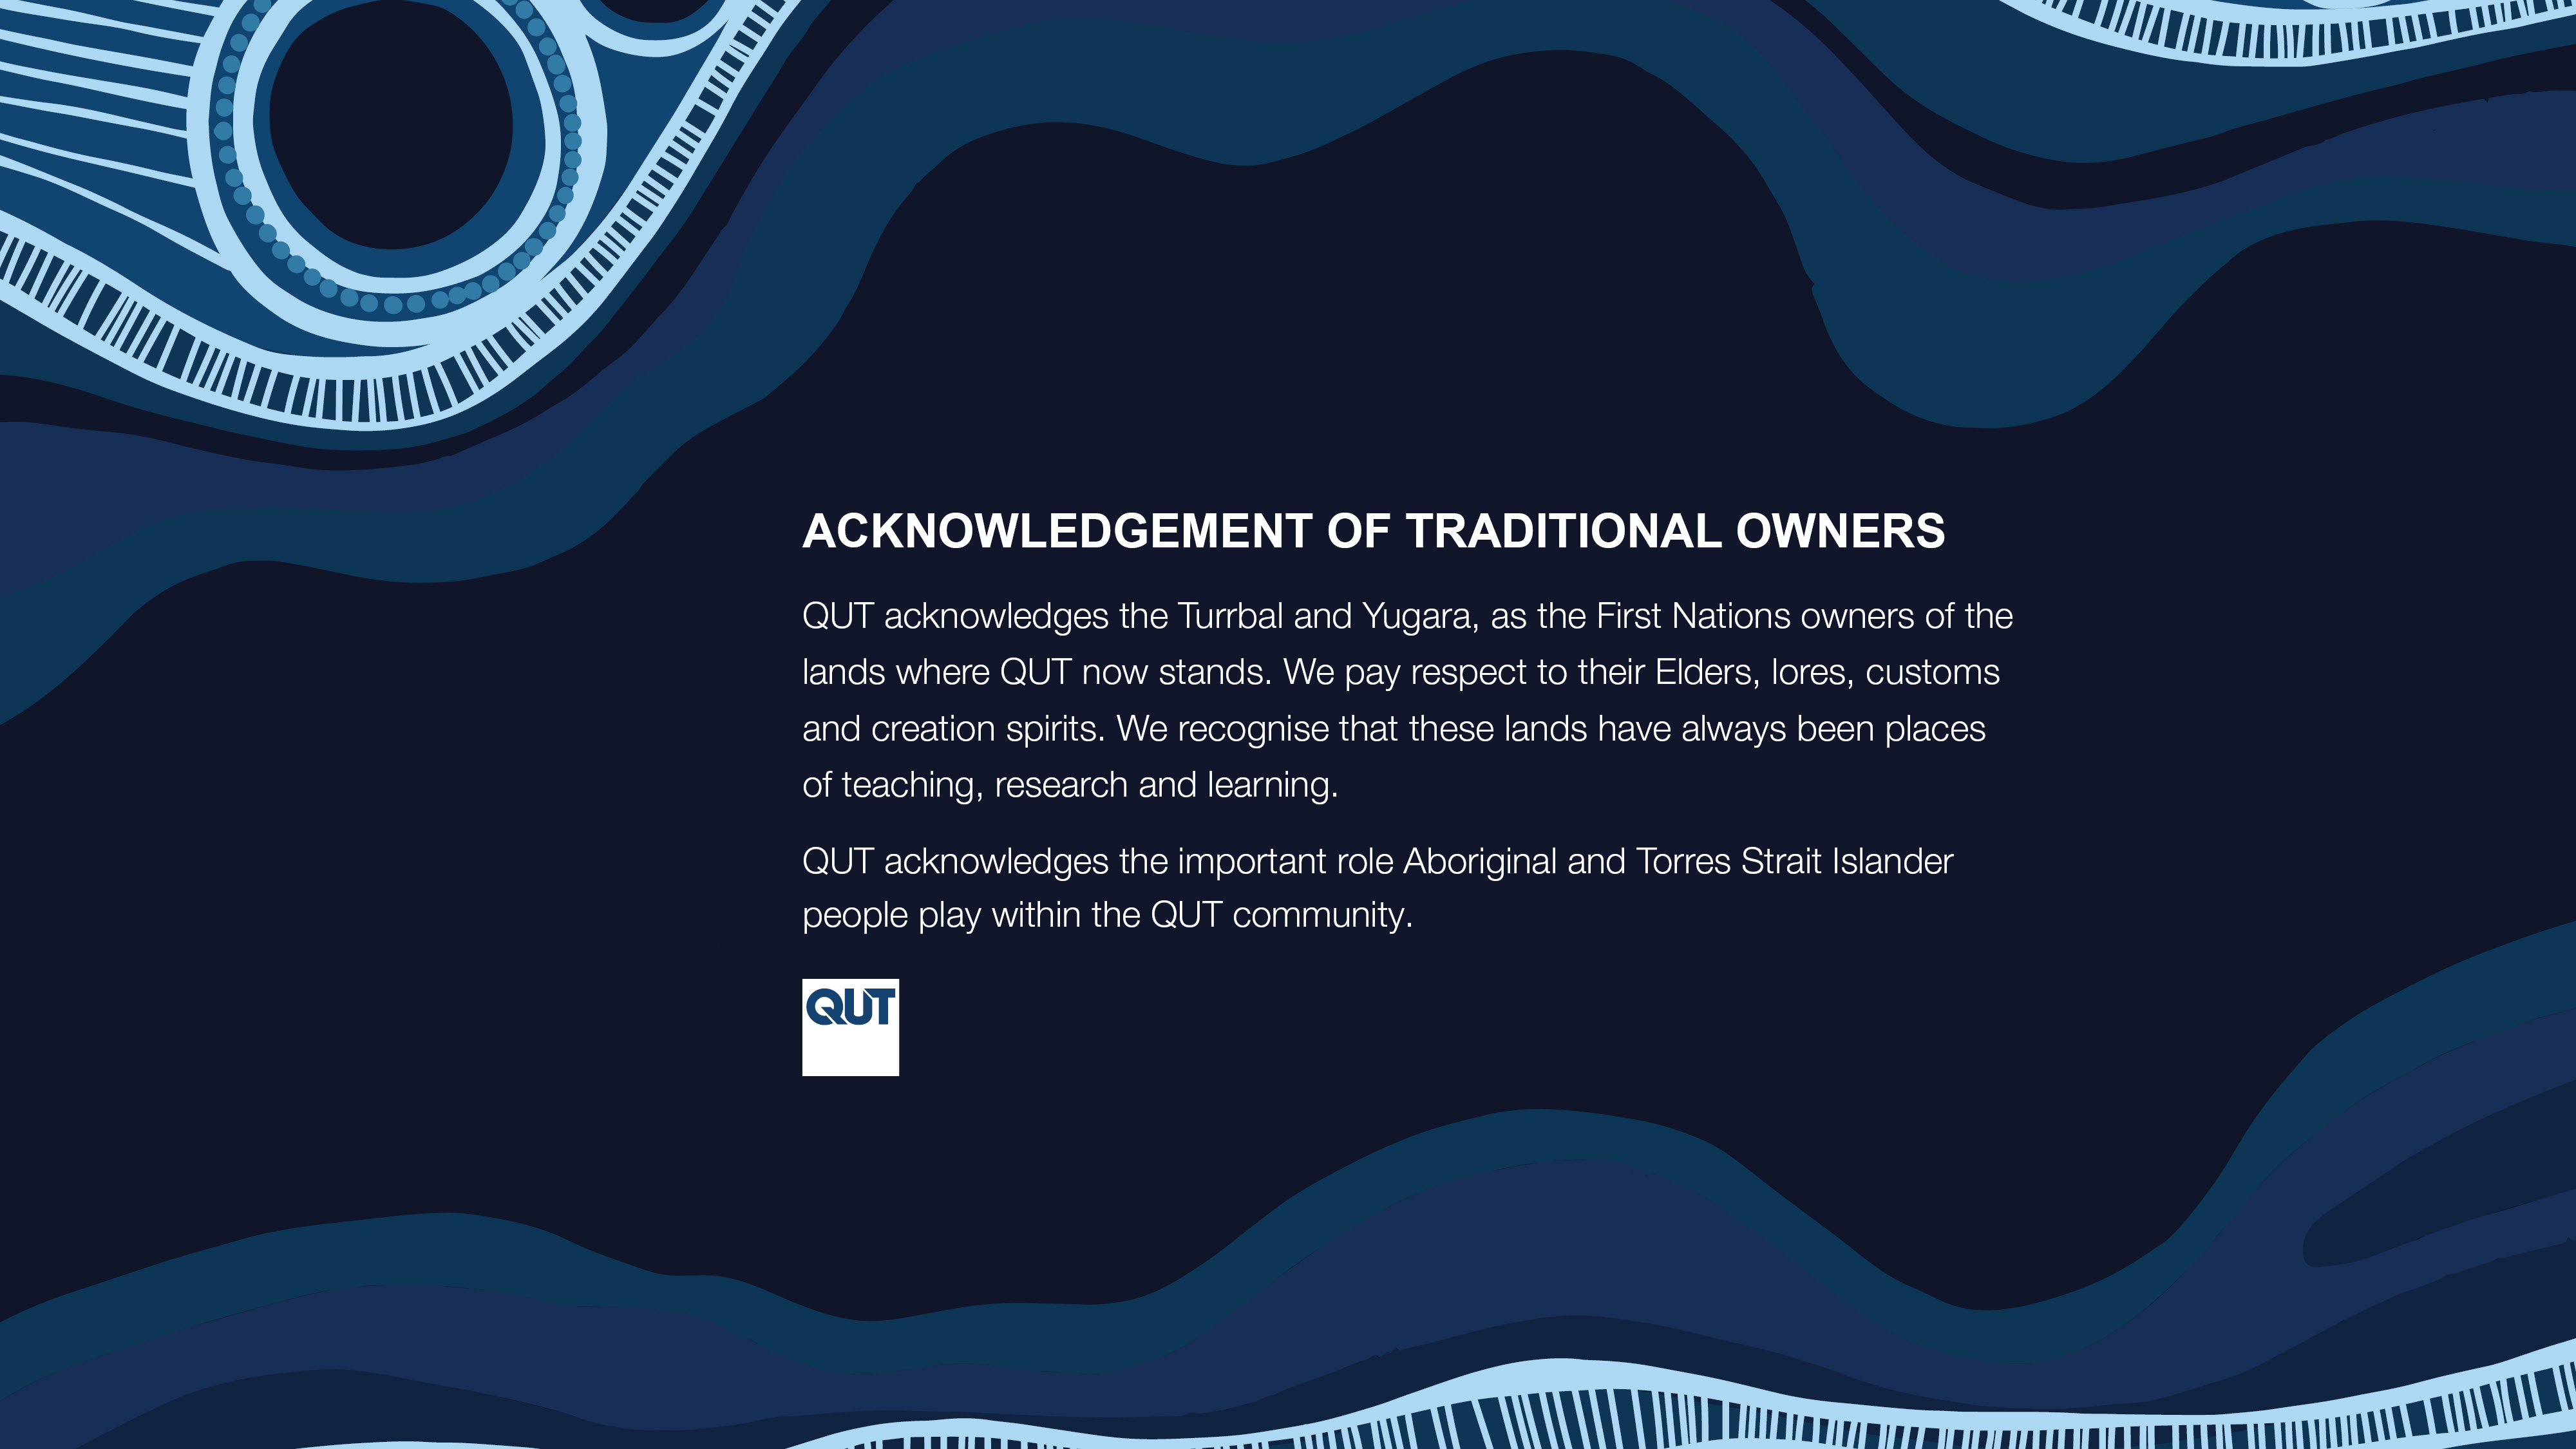 ACKNOWLEDGEMENT OF TRADITIONAL OWNERS
QUT acknowledges the Turrbal and Yugara, as the First Nations owners of the
lands where QUT now stands. We pay respect to their Elders, lores, customs
and creation spirits. We recognise that these lands have always been places
of teaching, research and learning.
QUT acknowledges the important role Aboriginal and Torres Strait Islander
people play within the QUT community.
QUT